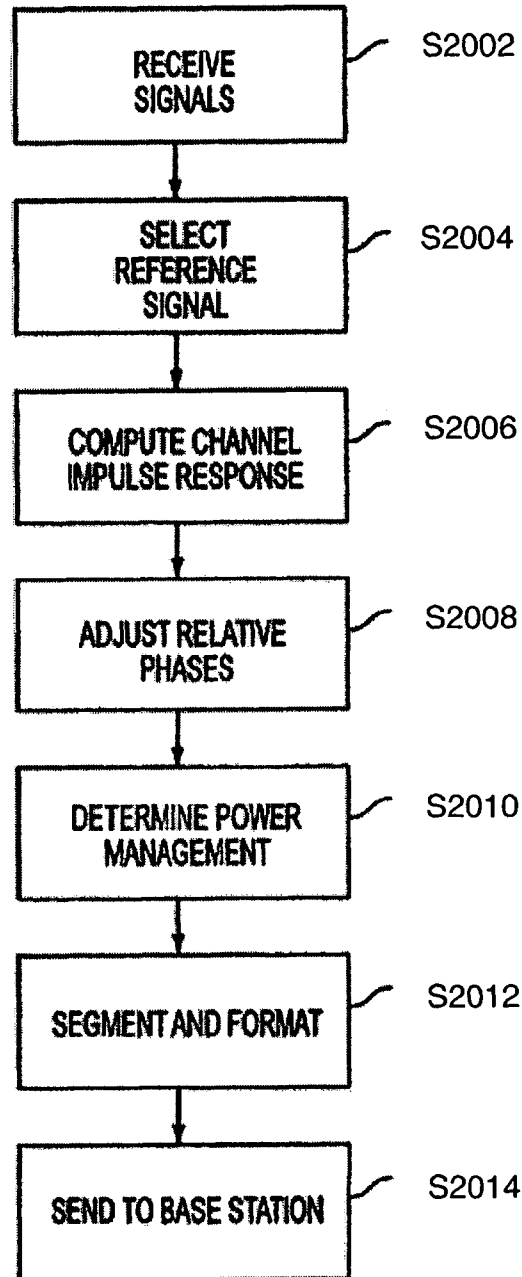 RECEIVE
SIGNALS
S2002
SELECT
REFERENCE
SIGNAL
S2004
COMPUTE CHANNEL
IMPULSE RESPONSE
S2006
ADJUST RELATIVE
PHASES
S2008
DETERMINE POWER
MANAGEMENT
S2010
SEGMENT AND FORMAT
S2012
SEND TO BASE STATION
S2014